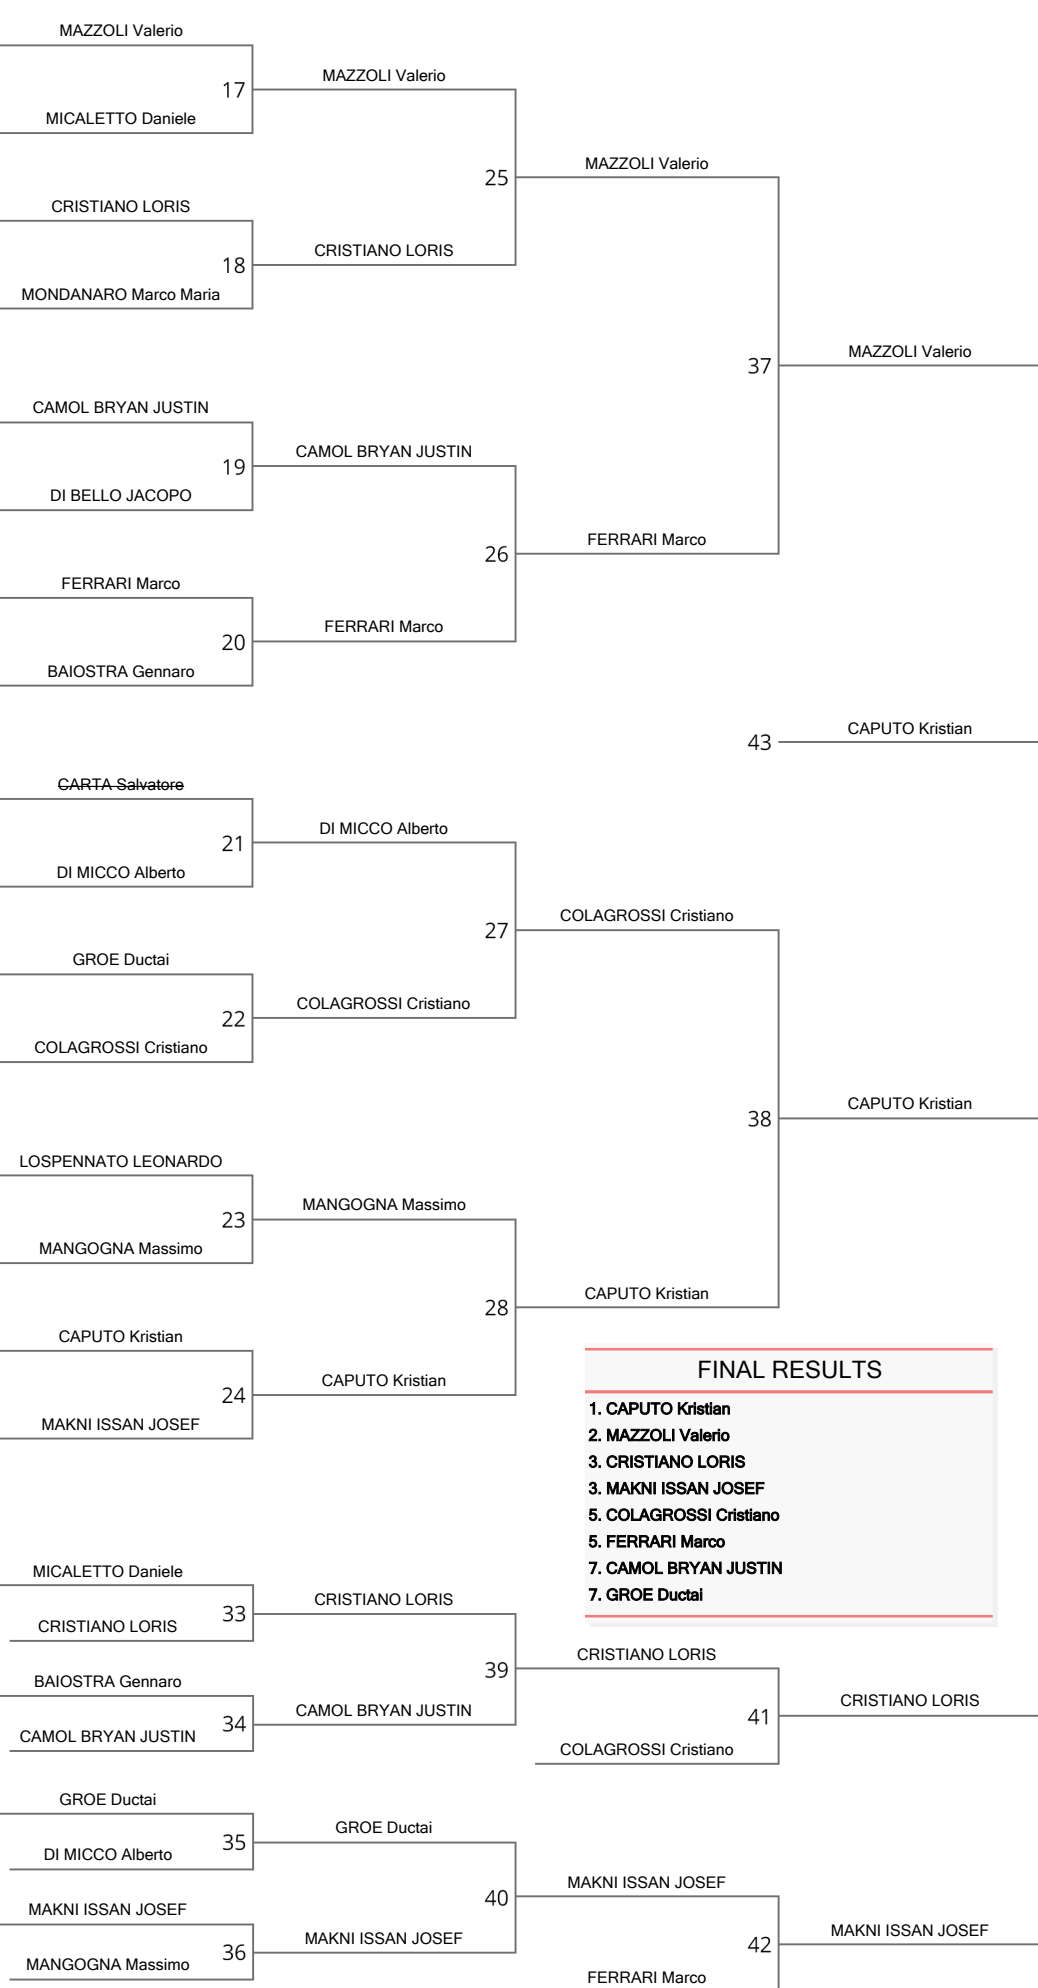 MAZZOLI Valerio
MAZZOLI Valerio
17
MICALETTO Daniele
MAZZOLI Valerio
25
CRISTIANO LORIS
CRISTIANO LORIS
18
MONDANARO Marco Maria
MAZZOLI Valerio
37
CAMOL BRYAN JUSTIN
CAMOL BRYAN JUSTIN
19
DI BELLO JACOPO
FERRARI Marco
26
FERRARI Marco
FERRARI Marco
20
BAIOSTRA Gennaro
CAPUTO Kristian
43
CARTA Salvatore
DI MICCO Alberto
21
DI MICCO Alberto
COLAGROSSI Cristiano
27
GROE Ductai
COLAGROSSI Cristiano
22
COLAGROSSI Cristiano
CAPUTO Kristian
38
LOSPENNATO LEONARDO
MANGOGNA Massimo
23
MANGOGNA Massimo
CAPUTO Kristian
28
CAPUTO Kristian
CAPUTO Kristian
24
MAKNI ISSAN JOSEF
FINAL RESULTS
1. CAPUTO Kristian
2. MAZZOLI Valerio
3. CRISTIANO LORIS
3. MAKNI ISSAN JOSEF
5. COLAGROSSI Cristiano
5. FERRARI Marco
7. CAMOL BRYAN JUSTIN
7. GROE Ductai
MICALETTO Daniele
CRISTIANO LORIS
33
CRISTIANO LORIS
CRISTIANO LORIS
39
BAIOSTRA Gennaro
CAMOL BRYAN JUSTIN
34
CAMOL BRYAN JUSTIN
CRISTIANO LORIS
41
COLAGROSSI Cristiano
GROE Ductai
GROE Ductai
35
DI MICCO Alberto
MAKNI ISSAN JOSEF
40
MAKNI ISSAN JOSEF
MAKNI ISSAN JOSEF
36
MANGOGNA Massimo
MAKNI ISSAN JOSEF
42
FERRARI Marco